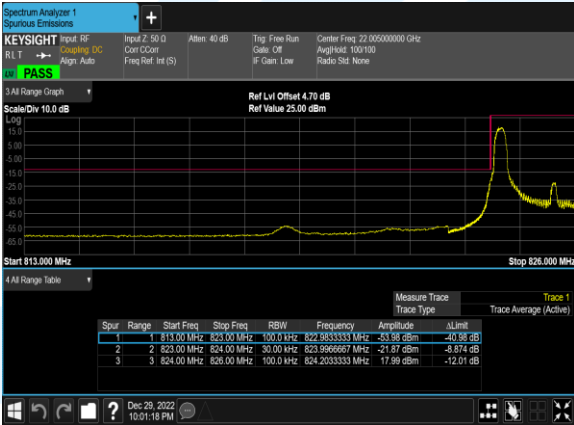 Spectrum Analyzer 1
Spurious Emissions
+
KEYSIGHT Input: RF Input Z: 50 Ω Atten: 40 dB Trig: Free Run Center Freq: 22.005000000 GHz
RLT Coupling: DC Corr CCorr Gate: Off Avg|Hold: 100/100
Align: Auto Freq Ref: Int (S) IF Gain: Low Radio Std: None
LW PASS
3 All Range Graph
Ref Lvl Offset 4.70 dB
Scale/Div 10.0 dB Ref Value 25.00 dBm
Log
15.0
5.00
-5.00
-15.0
-25.0
-35.0
-45.0
-55.0
-65.0
Start 813.000 MHz Stop 826.000 MHz
4 All Range Table
Measure Trace Trace 1
Trace Type Trace Average (Active)
Spur Range Start Freq Stop Freq RBW Frequency Amplitude ΔLimit
1 1 813.00 MHz 823.00 MHz 100.0 kHz 822.9833333 MHz -53.98 dBm -40.98 dB
2 2 823.00 MHz 824.00 MHz 30.00 kHz 823.9966667 MHz -21.87 dBm -8.874 dB
3 3 824.00 MHz 826.00 MHz 100.0 kHz 824.2033333 MHz 17.99 dBm -12.01 dB
? Dec 29, 2022
10:01:18 PM